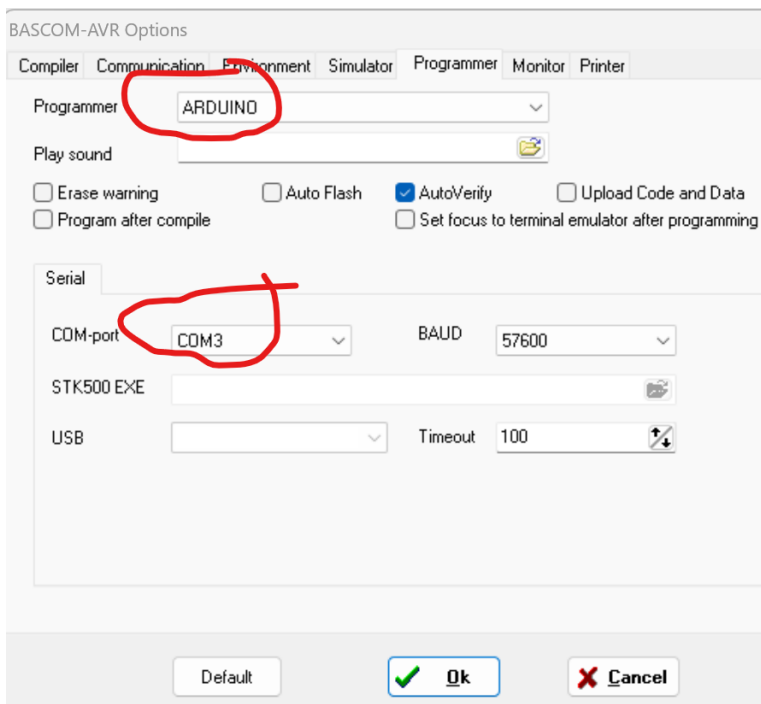 BASCOM-AVR Options
Compiler Communication Environment Simulator Programmer Monitor Printer
Programmer ARDUINO
Play sound
Erase warning Auto Flash AutoVerify Upload Code and Data
Program after compile Set focus to terminal emulator after programming
Serial
COM-port COM3 BAUD 57600
STK500 EXE
USB Timeout 100
Default Ok Cancel